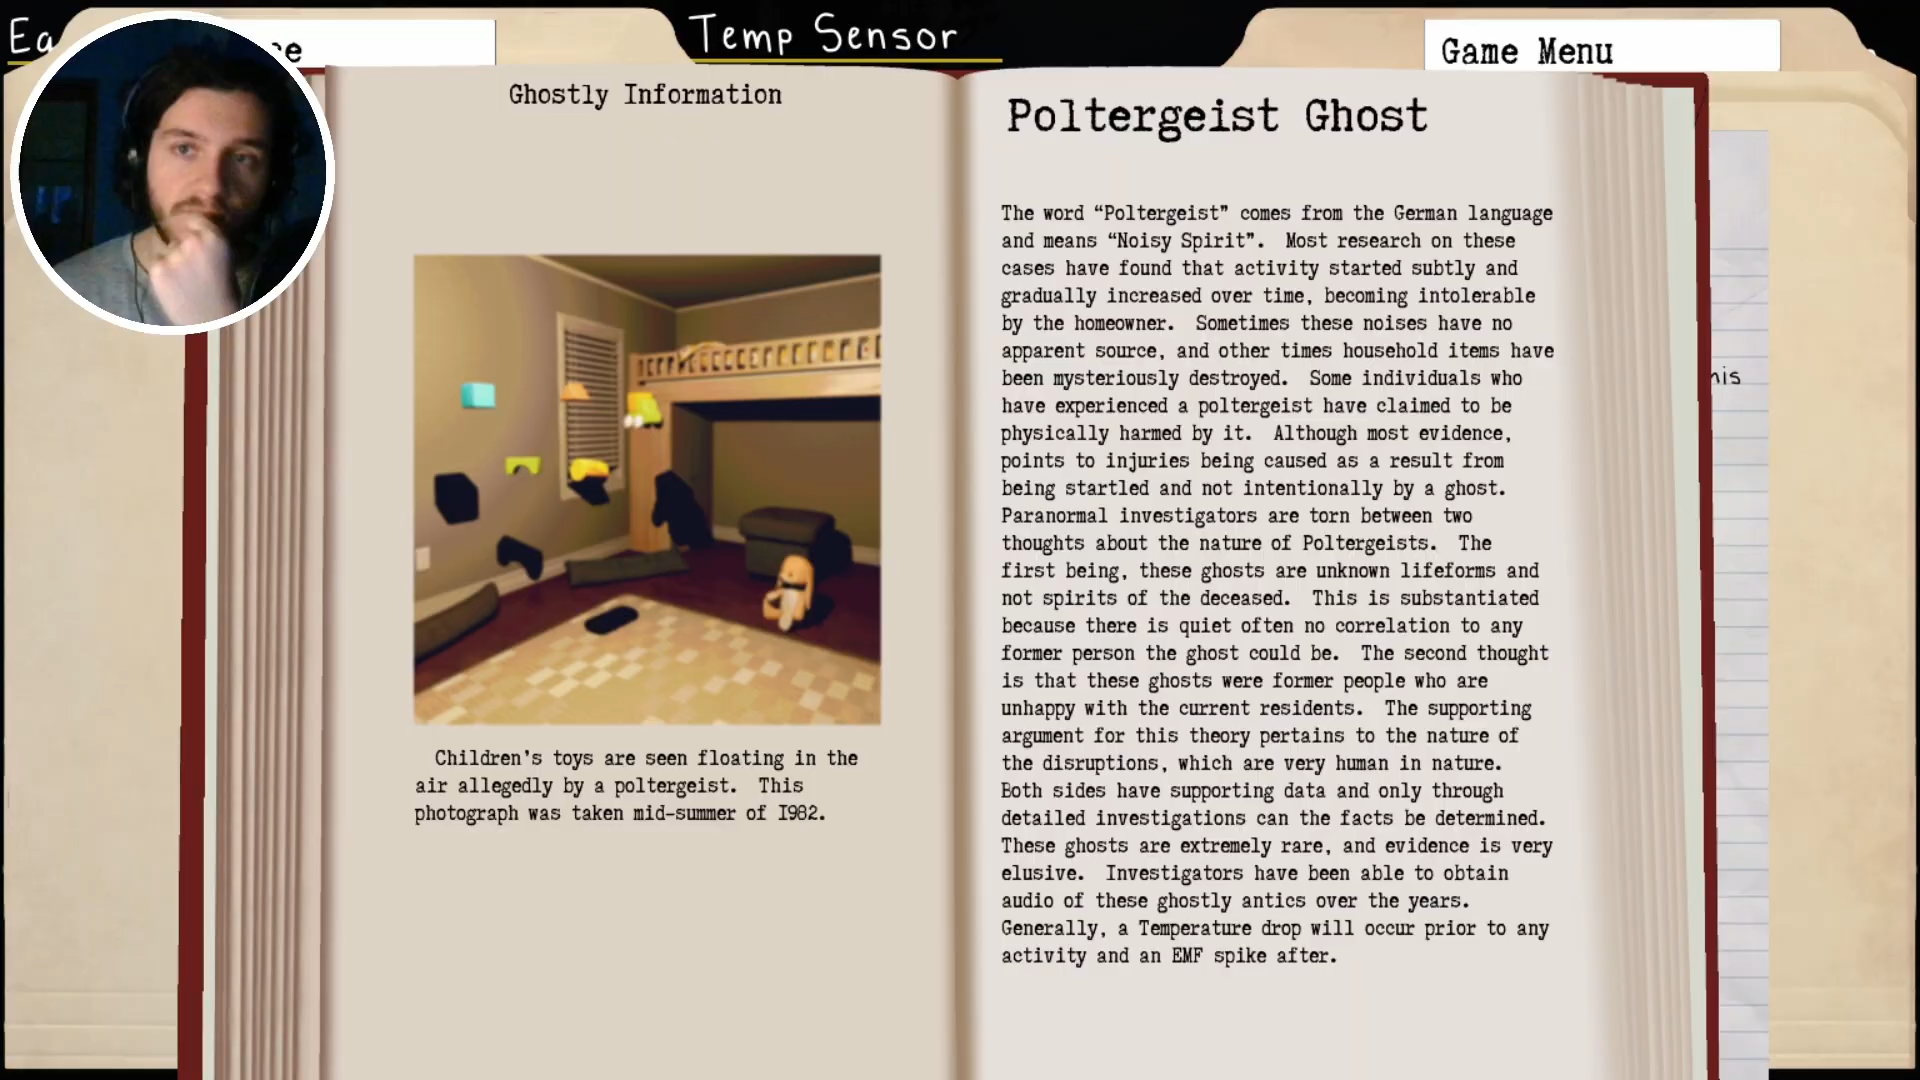 Temp Sensor
Game Menu
Ghostly Information
Children's toys are seen floating in the
air allegedly by a poltergeist. This
photograph was taken mid-summer of 1982.
Poltergeist Ghost
The word “Poltergeist” comes from the German language
and means “Noisy Spirit”. Most research on these
cases have found that activity started subtly and
gradually increased over time, becoming intolerable
by the homeowner. Sometimes these noises have no
apparent source, and other times household items have
been mysteriously destroyed. Some individuals who
have experienced a poltergeist have claimed to be
physically harmed by it. Although most evidence,
points to injuries being caused as a result from
being startled and not intentionally by a ghost.
Paranormal investigators are torn between two
thoughts about the nature of Poltergeists. The
first being, these ghosts are unknown lifeforms and
not spirits of the deceased. This is substantiated
because there is quiet often no correlation to any
former person the ghost could be. The second thought
is that these ghosts were former people who are
unhappy with the current residents. The supporting
argument for this theory pertains to the nature of
the disruptions, which are very human in nature.
Both sides have supporting data and only through
detailed investigations can the facts be determined.
These ghosts are extremely rare, and evidence is very
elusive. Investigators have been able to obtain
audio of these ghostly antics over the years.
Generally, a Temperature drop will occur prior to any
activity and an EMF spike after.